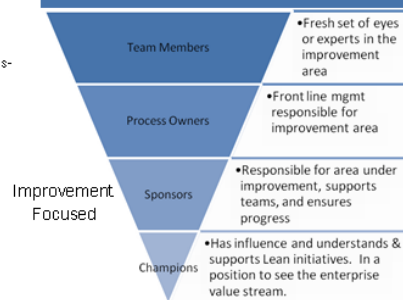 s-
Improvement
Focused
Team Members
•Fresh set of eyes
or experts in the
improvement
area
Process Owners
•Front line mgmt
responsible for
improvement area
Sponsors
•Responsible for area under
improvement, supports
teams, and ensures
progress
Champions
•Has influence and understands &
supports Lean initiatives. In a
position to see the enterprise
value stream.